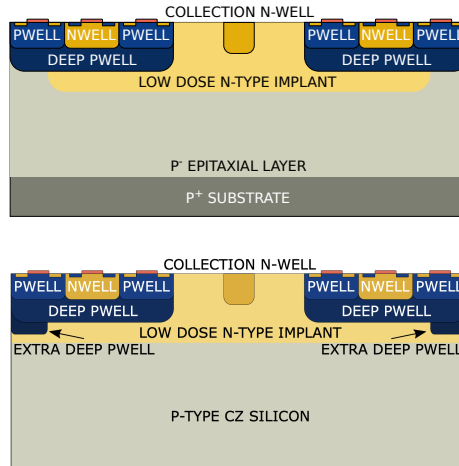 COLLECTION N-WELL
PWELL NWELL PWELL PWELL NWELL PWELL
DEEP PWELL DEEP PWELL
LOW DOSE N-TYPE IMPLANT
P⁻ EPITAXIAL LAYER
P⁺ SUBSTRATE
COLLECTION N-WELL
PWELL NWELL PWELL PWELL NWELL PWELL
DEEP PWELL DEEP PWELL
LOW DOSE N-TYPE IMPLANT
EXTRA DEEP PWELL EXTRA DEEP PWELL
P-TYPE CZ SILICON